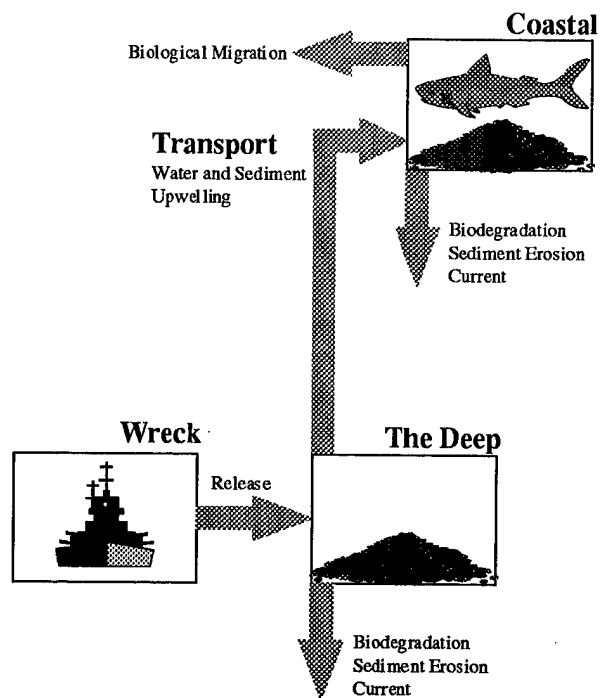 Coastal
Biological Migration
Transport
Water and Sediment
Upwelling
Biodegradation
Sediment Erosion
Current
Wreck
The Deep
Release
Biodegradation
Sediment Erosion
Current